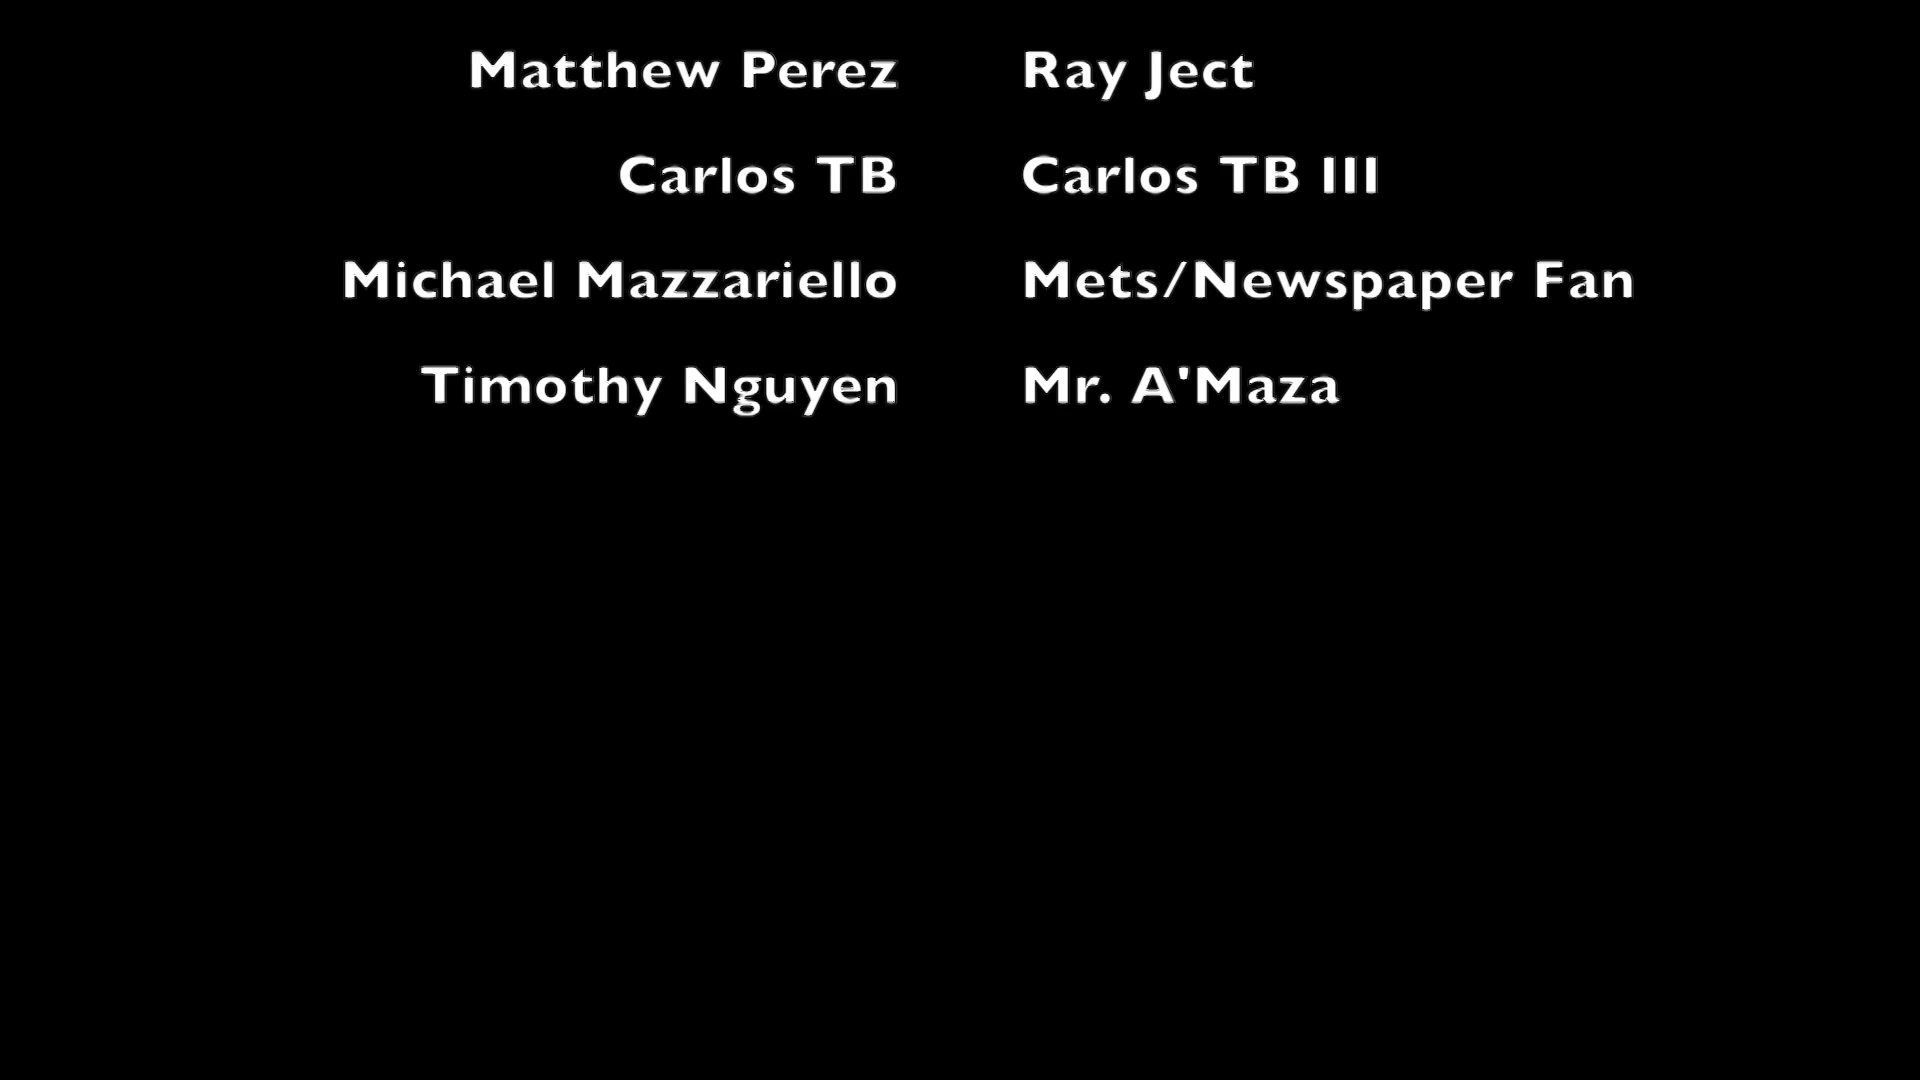 Matthew Perez Ray Ject
Carlos TB Carlos TB III
Michael Mazzariello Mets/Newspaper Fan
Timothy Nguyen Mr. A'Maza